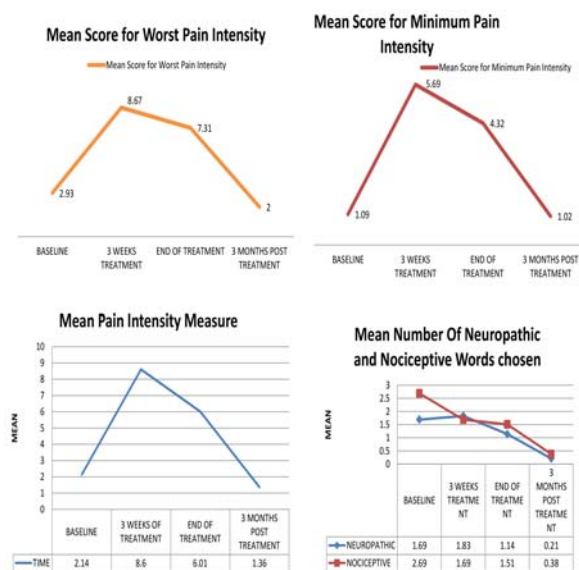 Mean Score for Worst Pain Intensity
Mean Score for Worst Pain Intensity
8.67
7.31
2.93
2
BASELINE 3 WEEKS END OF TREATMENT 3 MONTHS POST
TREATMENT TREATMENT
Mean Score for Minimum Pain
Intensity
Mean Score for Minimum Pain Intensity
5.69
4.32
1.09
1.02
BASELINE 3 WEEKS END OF 3 MONTHS POST
TREATMENT TREATMENT TREATMENT
Mean Pain Intensity Measure
MEAN
10
9
8
7
6
5
4
3
2
1
0
BASELINE 3 WEEKS OF END OF 3 MONTHS
TREATMENT TREATMENT POST
TREATMENT
TIME 2.14 8.6 6.01 1.36
Mean Number Of Neuropathic
and Nociceptive Words chosen
MEAN
3
2.5
2
1.5
1
0.5
0
BASELINE 3 WEEKS END OF 3
TREATME TREATME MONTHS
NT NT POST
TREATME
NT
NEUROPATHIC 1.69 1.83 1.14 0.21
NOCICEPTIVE 2.69 1.69 1.51 0.38